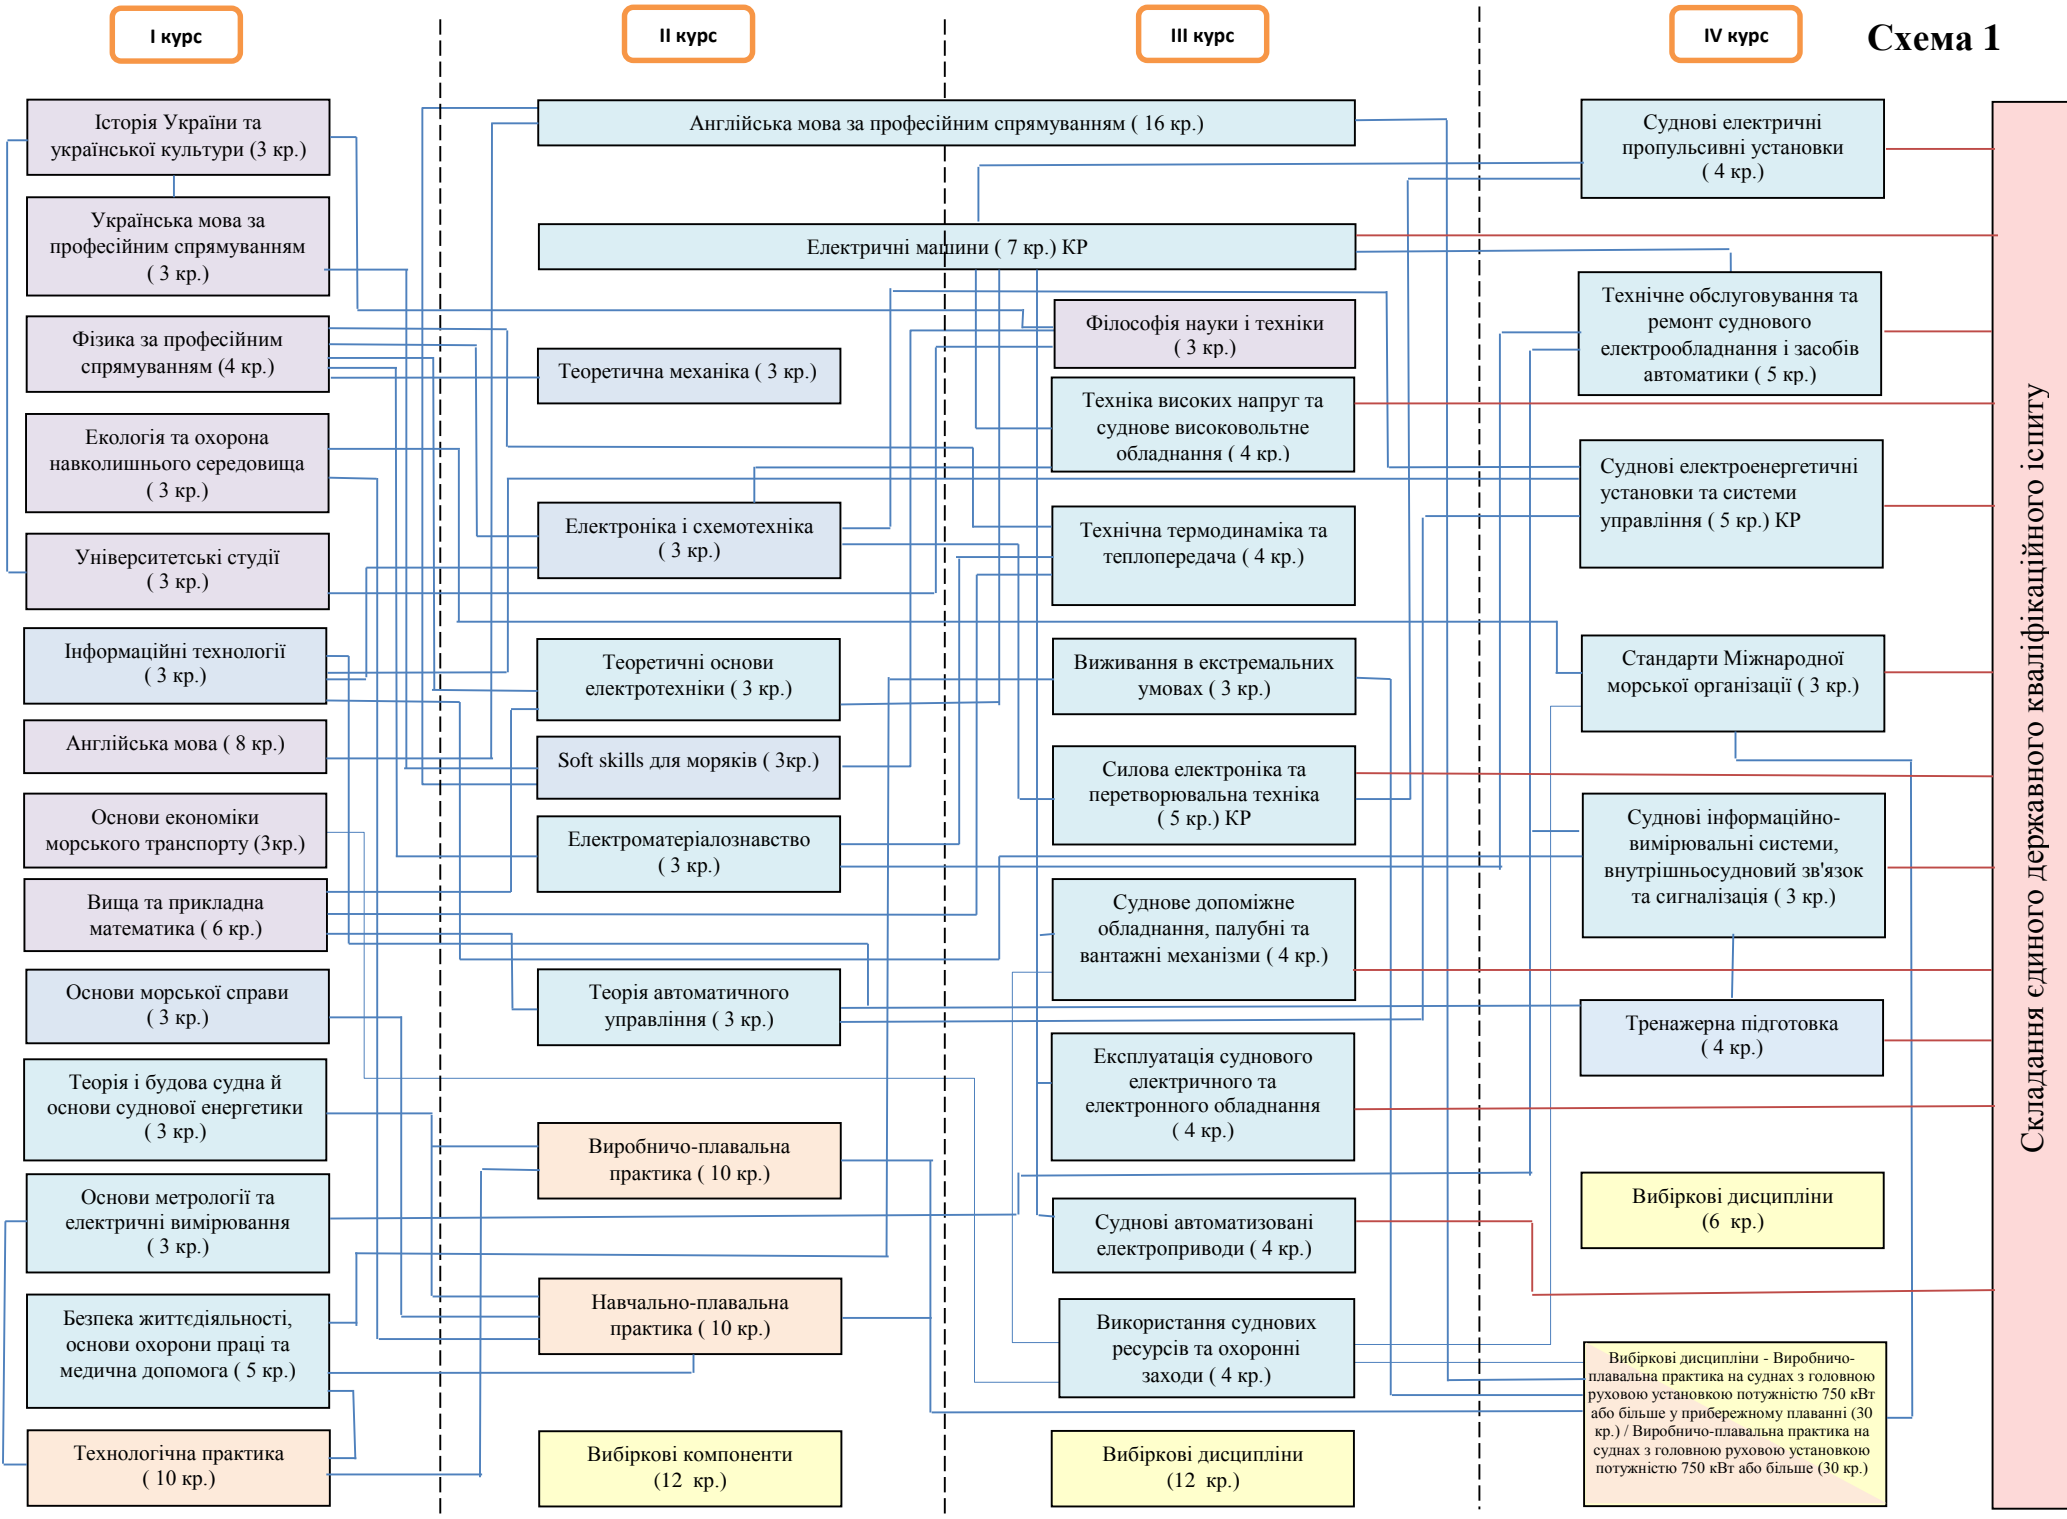 І курс
ІІ курс
ІІІ курс
IV курс
Схема 1
Історія України та
української культури (3 кр.)
Українська мова за
професійним спрямуванням
( 3 кр.)
Фізика за професійним
спрямуванням (4 кр.)
Екологія та охорона
навколишнього середовища
( 3 кр.)
Університетські студії
( 3 кр.)
Інформаційні технології
( 3 кр.)
Англійська мова ( 8 кр.)
Основи економіки
морського транспорту (3кр.)
Вища та прикладна
математика ( 6 кр.)
Основи морської справи
( 3 кр.)
Теорія і будова судна й
основи суднової енергетики
( 3 кр.)
Основи метрології та
електричні вимірювання
( 3 кр.)
Безпека життєдіяльності,
основи охорони праці та
медична допомога ( 5 кр.)
Технологічна практика
( 10 кр.)
Англійська мова за професійним спрямуванням ( 16 кр.)
Електричні машини ( 7 кр.) КР
Теоретична механіка ( 3 кр.)
Електроніка і схемотехніка
( 3 кр.)
Теоретичні основи
електротехніки ( 3 кр.)
Soft skills для моряків ( 3кр.)
Електроматеріалознавство
( 3 кр.)
Теорія автоматичного
управління ( 3 кр.)
Виробничо-плавальна
практика ( 10 кр.)
Навчально-плавальна
практика ( 10 кр.)
Вибіркові компоненти
(12 кр.)
Філософія науки і техніки
( 3 кр.)
Техніка високих напруг та
суднове високовольтне
обладнання ( 4 кр.)
Технічна термодинаміка та
теплопередача ( 4 кр.)
Виживання в екстремальних
умовах ( 3 кр.)
Силова електроніка та
перетворювальна техніка
( 5 кр.) КР
Суднове допоміжне
обладнання, палубні та
вантажні механізми ( 4 кр.)
Експлуатація суднового
електричного та
електронного обладнання
( 4 кр.)
Суднові автоматизовані
електроприводи ( 4 кр.)
Використання суднових
ресурсів та охоронні
заходи ( 4 кр.)
Вибіркові дисципліни
(12 кр.)
Суднові електричні
пропульсивні установки
( 4 кр.)
Технічне обслуговування та
ремонт суднового
електрообладнання і засобів
автоматики ( 5 кр.)
Суднові електроенергетичні
установки та системи
управління ( 5 кр.) КР
Стандарти Міжнародної
морської організації ( 3 кр.)
Суднові інформаційно-
вимірювальні системи,
внутрішньосудновий зв'язок
та сигналізація ( 3 кр.)
Тренажерна підготовка
( 4 кр.)
Вибіркові дисципліни
(6 кр.)
Вибіркові дисципліни - Виробничо-
плавальна практика на суднах з головною
руховою установкою потужністю 750 кВт
або більше у прибережному плаванні (30
кр.) / Виробничо-плавальна практика на
суднах з головною руховою установкою
потужністю 750 кВт або більше (30 кр.)
Складання єдиного державного кваліфікаційного іспиту